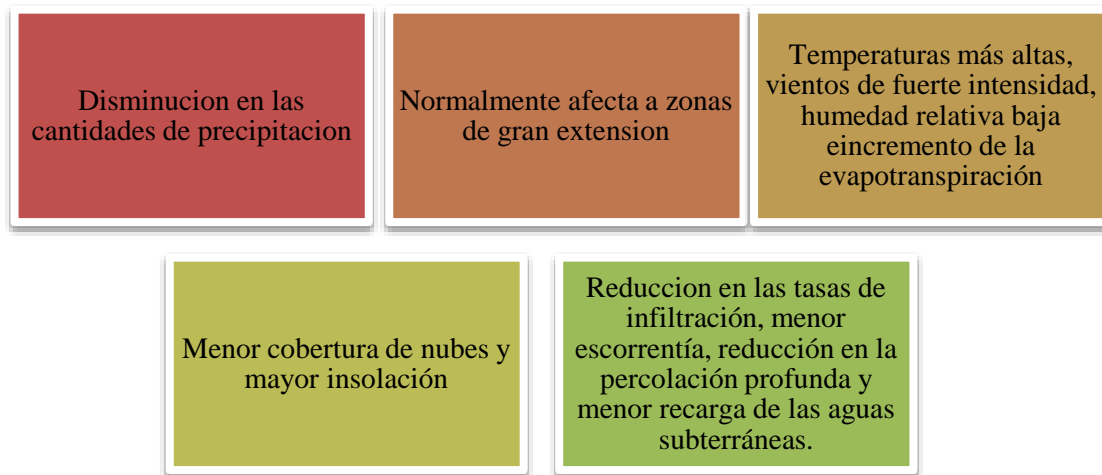 Disminucion en las
cantidades de precipitacion
Normalmente afecta a zonas
de gran extension
Temperaturas más altas,
vientos de fuerte intensidad,
humedad relativa baja
eincremento de la
evapotranspiración
Menor cobertura de nubes y
mayor insolación
Reduccion en las tasas de
infiltración, menor
escorrentía, reducción en la
percolación profunda y
menor recarga de las aguas
subterráneas.